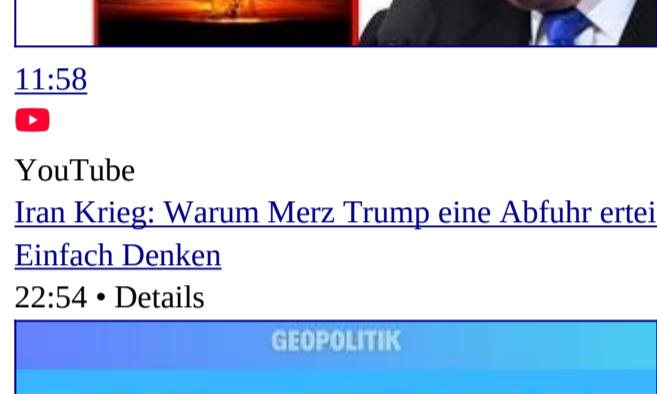 11:58
YouTube
Iran Krieg: Warum Merz Trump eine Abfuhr ertei
Einfach Denken
22:54 • Details
GEOPOLITIK